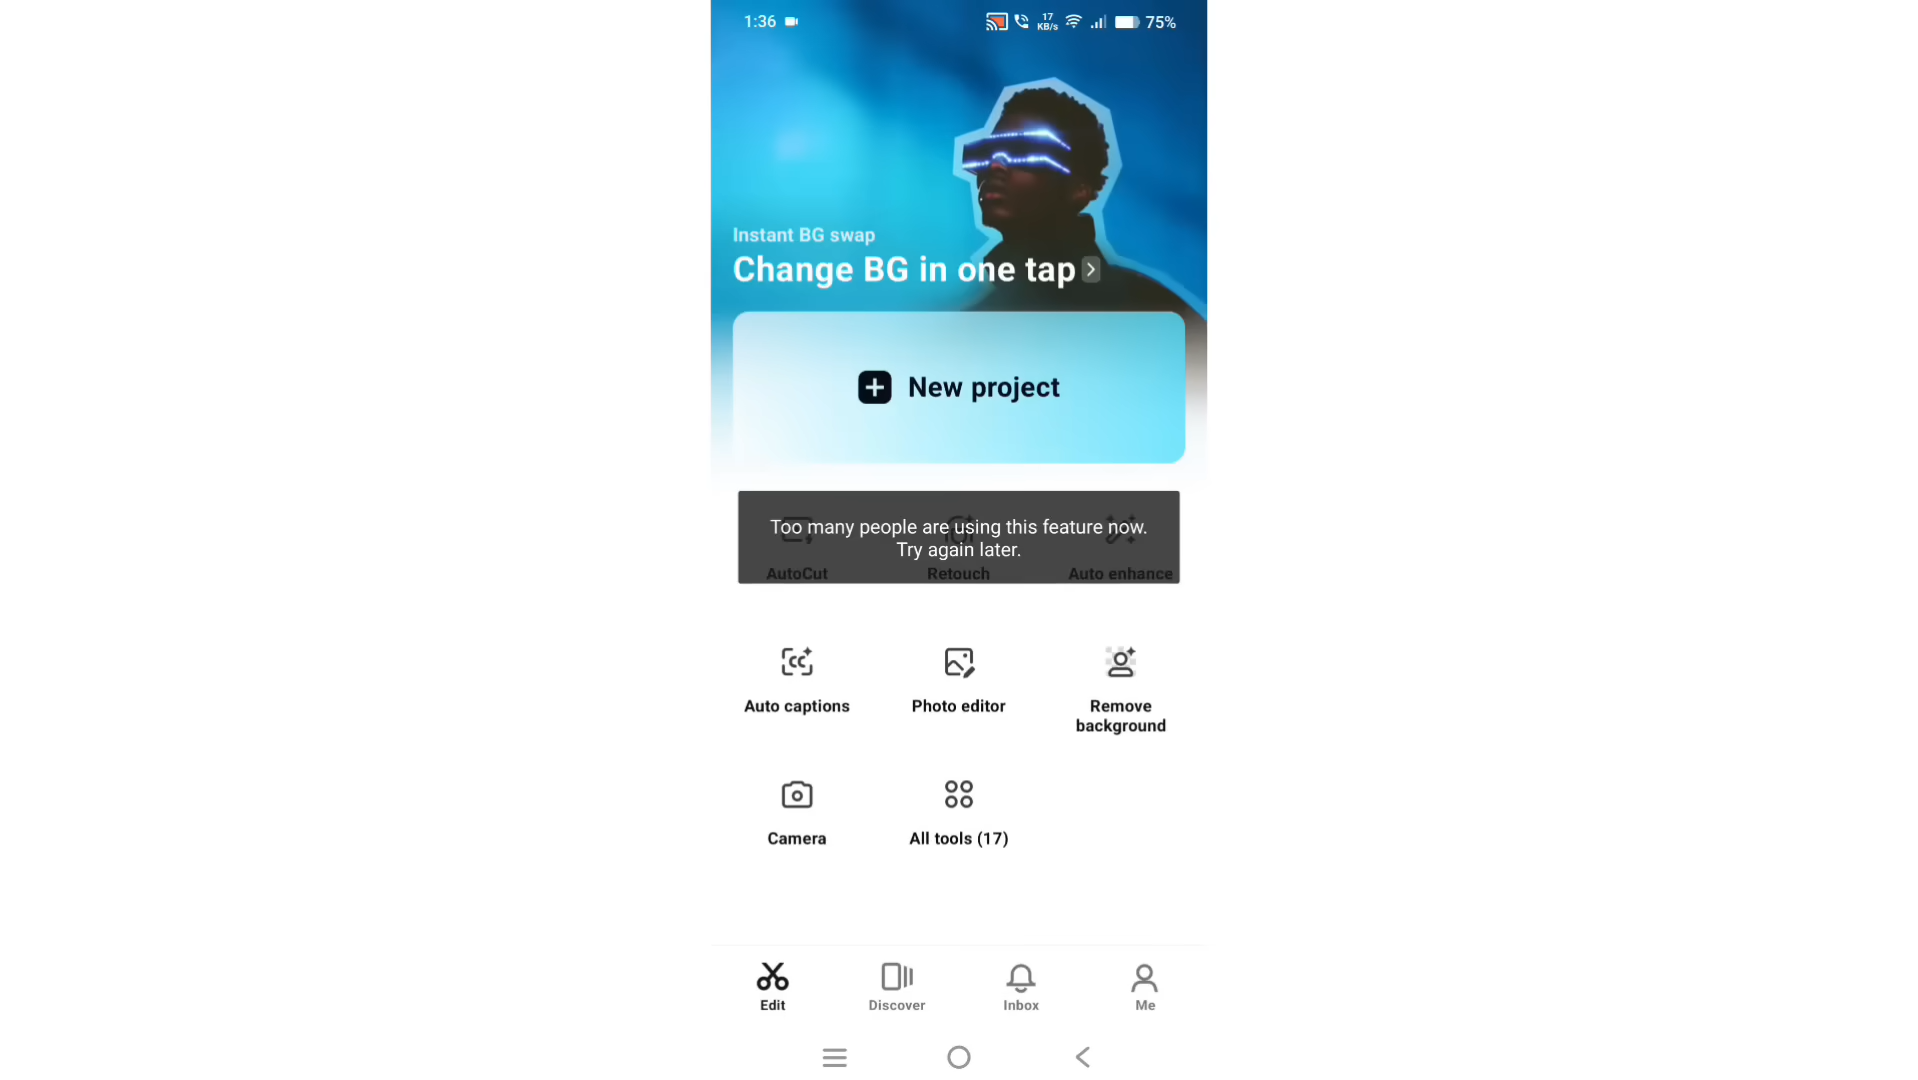 1:36
17
KB/s
75%
Instant BG swap
Change BG in one tap
New project
Too many people are using this feature now.
Try again later.
AutoCut
Retouch
Auto enhance
Auto captions
Photo editor
Remove
background
Camera
All tools (17)
Edit
Discover
Inbox
Me